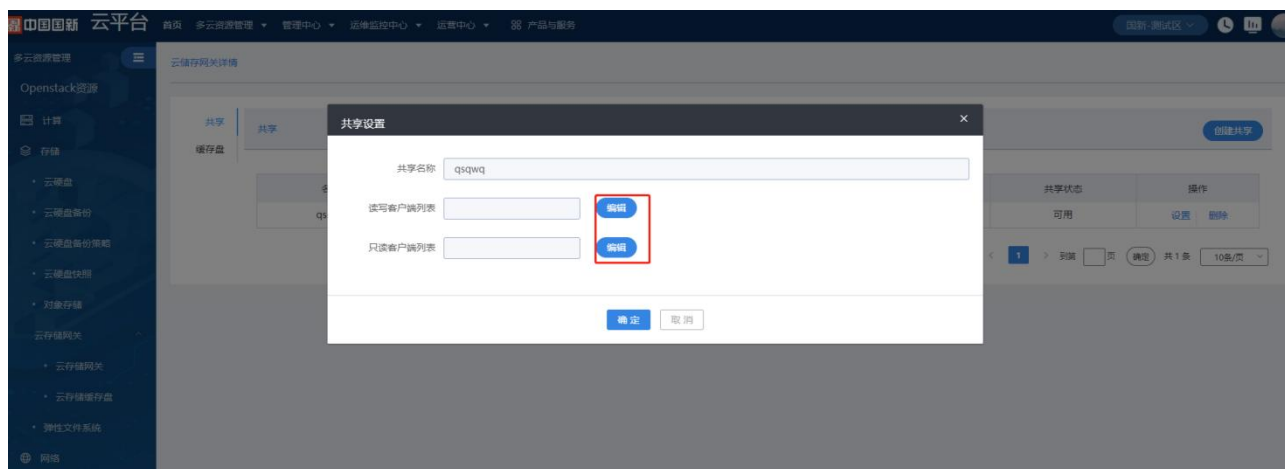 中国国新 云平台 首页 多云资源管理 管理中心 运维监控中心 运营中心 产品与服务 国新-测试区
多云资源管理
云储存网关详情
Openstack资源
计算
存储
云硬盘
云硬盘备份
云硬盘备份策略
云硬盘快照
对象存储
云存储网关
云存储网关
云存储缓存盘
弹性文件系统
网络
共享
缓存盘
共享
创建共享
共享状态 操作
qs 可用 设置 删除
< 1 > 到第 页 确定 共1条 10条/页
共享设置 ×
共享名称 qsqwq
读写客户端列表 编辑
只读客户端列表 编辑
确定 取消